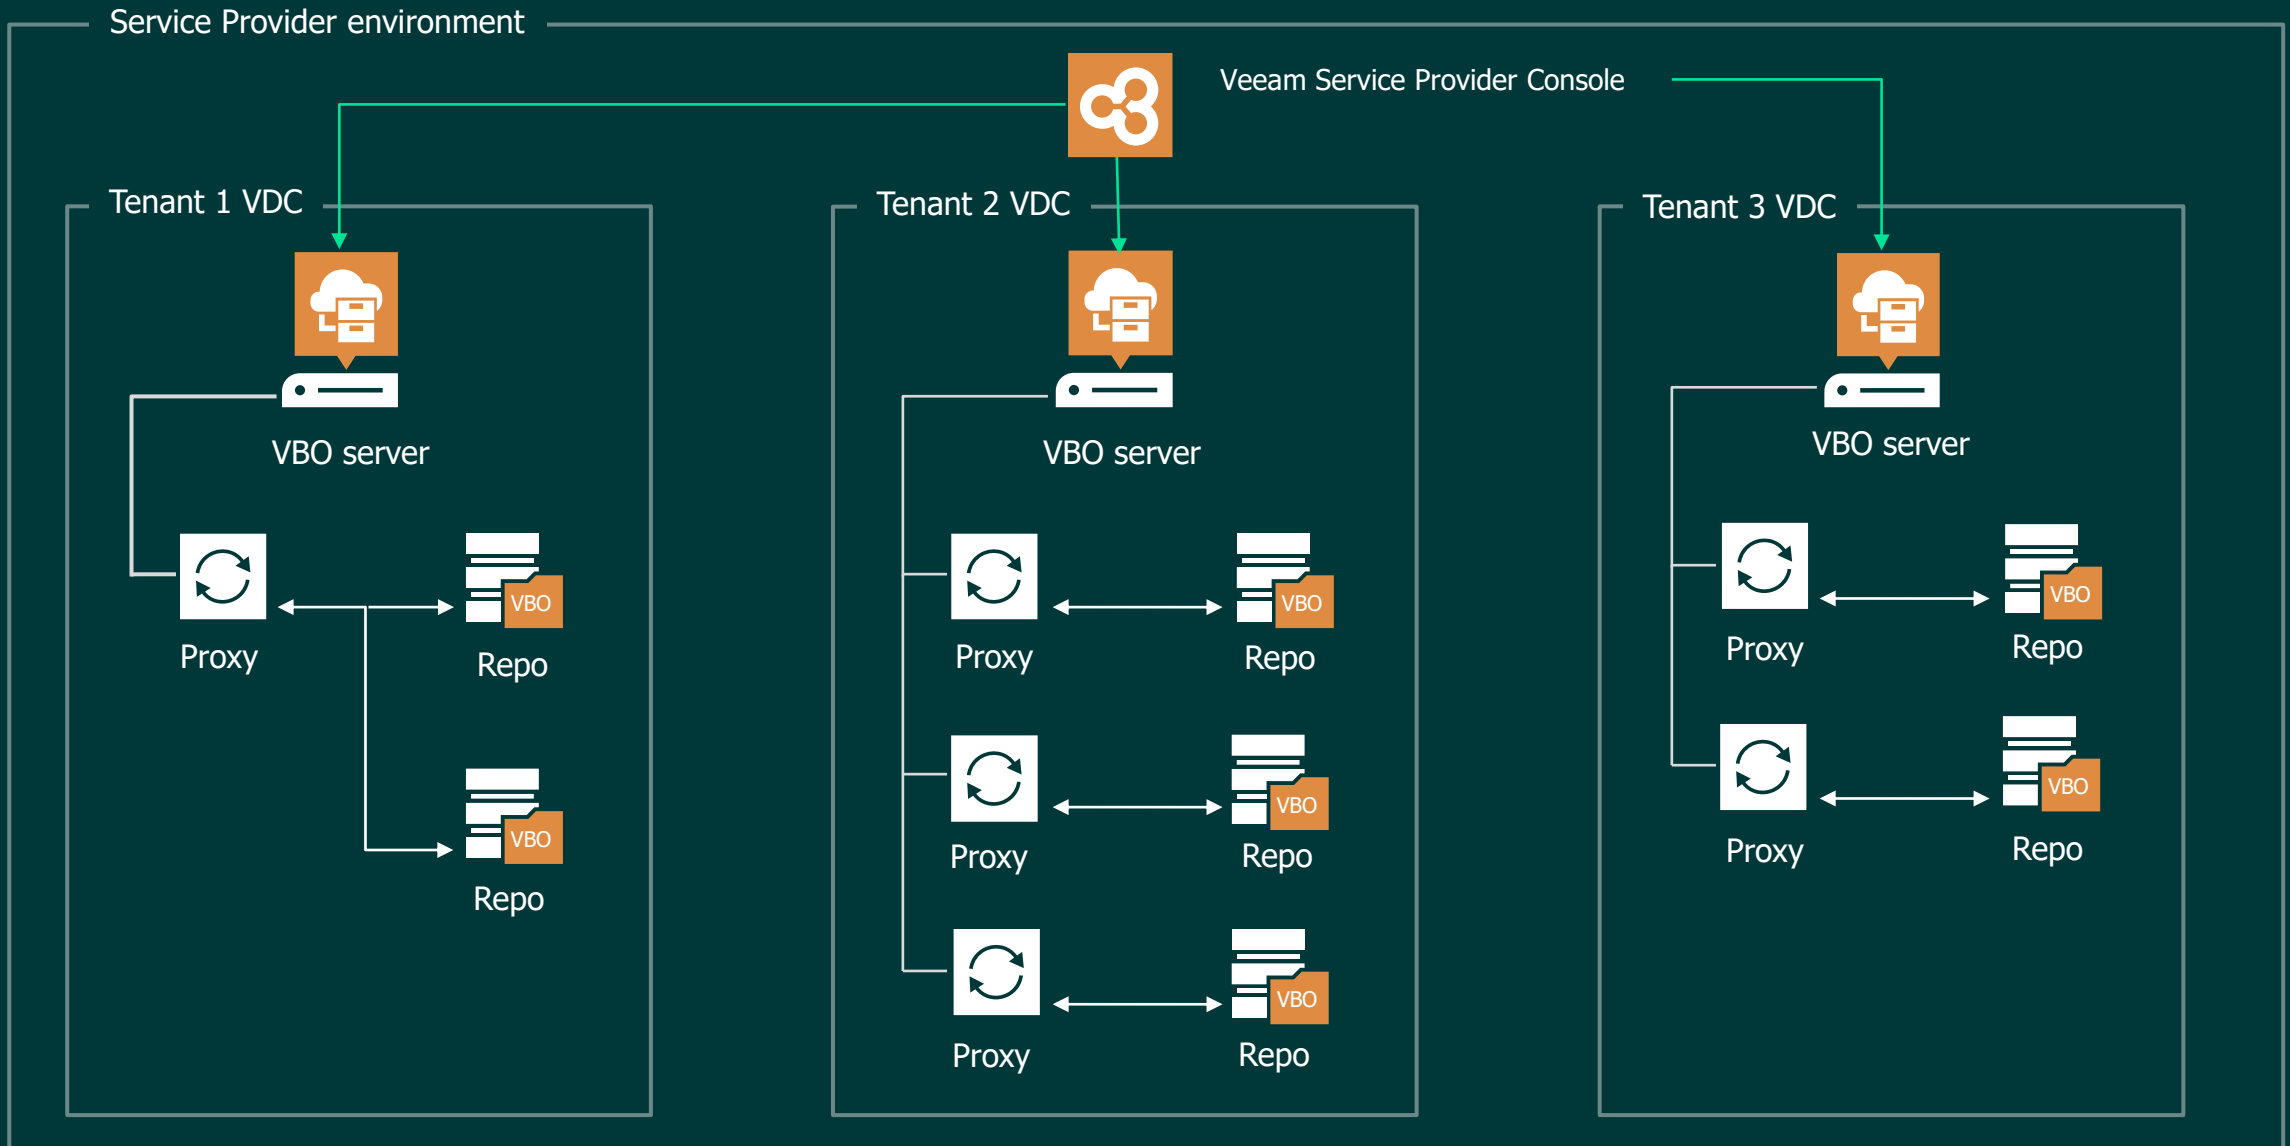 Service Provider environment
Veeam Service Provider Console
Tenant 1 VDC
VBO server
Proxy
VBO
Repo
VBO
Repo
Tenant 2 VDC
VBO server
Proxy
VBO
Repo
Proxy
VBO
Repo
Proxy
VBO
Repo
Tenant 3 VDC
VBO server
Proxy
VBO
Repo
Proxy
VBO
Repo